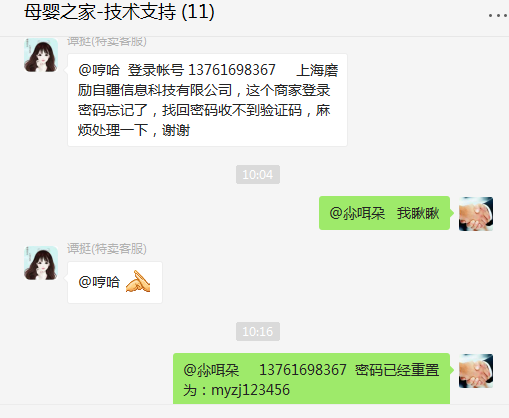 母婴之家-技术支持 (11)
谭挺(特卖客服)
@哼哈 登录帐号 13761698367 上海磨
励自疆信息科技有限公司，这个商家登录
密码忘记了，找回密码收不到验证码，麻
烦处理一下，谢谢
10:04
@尛咡朶 我瞅瞅
谭挺(特卖客服)
@哼哈
10:16
@尛咡朶 13761698367 密码已经重置
为：myzj123456